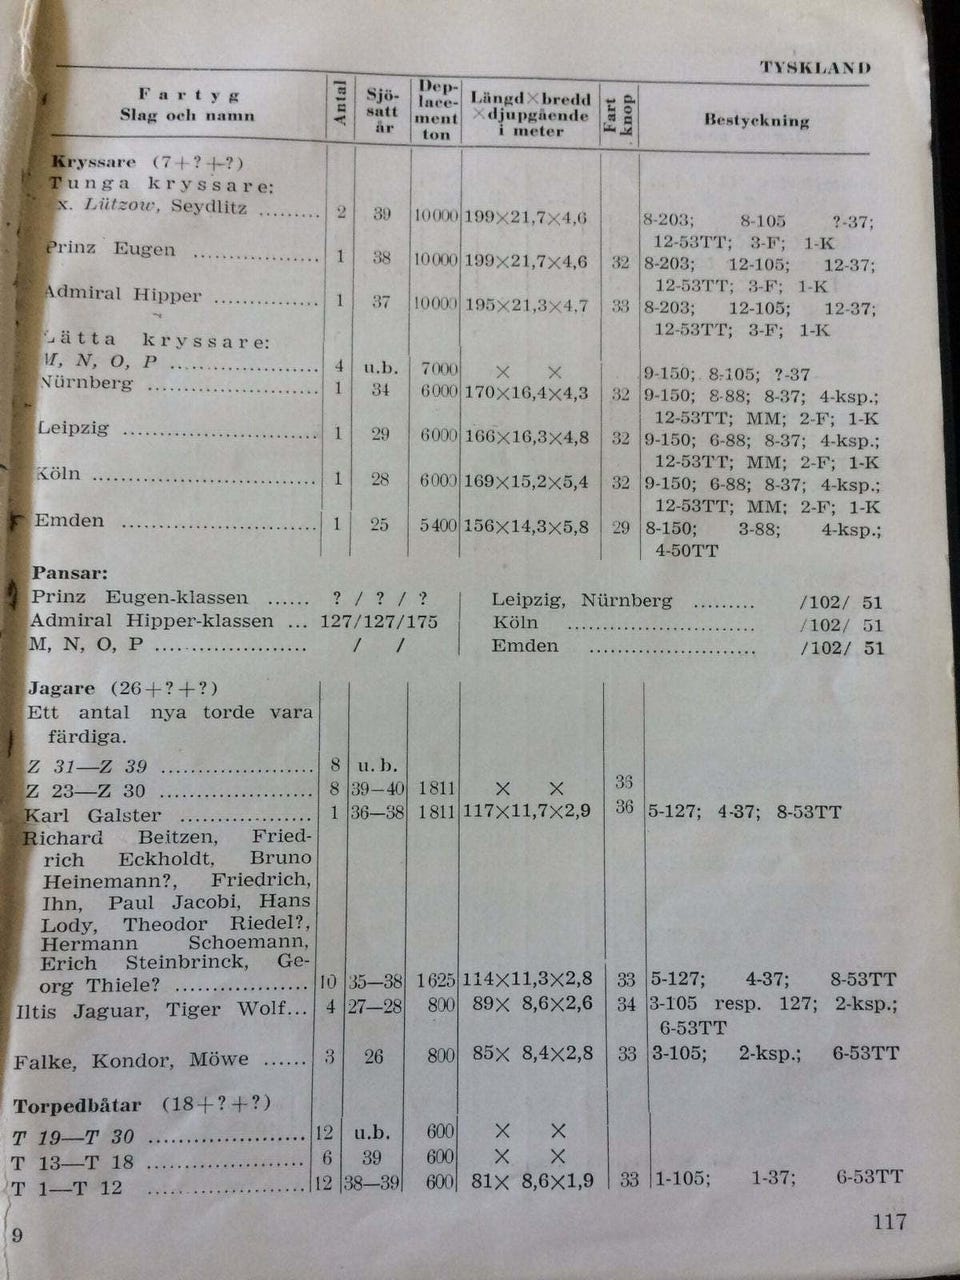 TYSKLAND
Fartyg
Slag och namn
Antal
Sjö-
satt
år
Dep-
lace-
ment
ton
Längd×bredd
×djupgående
i meter
Fart
knop
Bestyckning
Kryssare (7+?+?)
Tunga kryssare:
x. Lützow, Seydlitz ......... 2 39 10000 199×21,7×4,6 8-203; 8-105 ?-37;
12-53TT; 3-F; 1-K
Prinz Eugen .............. 1 38 10000 199×21,7×4,6 32 8-203; 12-105; 12-37;
12-53TT; 3-F; 1-K
Admiral Hipper ............ 1 37 10000 195×21,3×4,7 33 8-203; 12-105; 12-37;
12-53TT; 3-F; 1-K
Lätta kryssare:
M, N, O, P .................. 4 u.b. 7000 × × 9-150; 8-105; ?-37
Nürnberg .................... 1 34 6000 170×16,4×4,3 32 9-150; 8-88; 8-37; 4-ksp.;
12-53TT; MM; 2-F; 1-K
Leipzig ....................... 1 29 6000 166×16,3×4,8 32 9-150; 6-88; 8-37; 4-ksp.;
12-53TT; MM; 2-F; 1-K
Köln .......................... 1 28 6000 169×15,2×5,4 32 9-150; 6-88; 8-37; 4-ksp.;
12-53TT; MM; 2-F; 1-K
Emden ...................... 1 25 5400 156×14,3×5,8 29 8-150; 3-88; 4-ksp.;
4-50TT
Pansar:
Prinz Eugen-klassen ...... ? / ? / ? Leipzig, Nürnberg ......... /102/ 51
Admiral Hipper-klassen ... 127/127/175 Köln ........................... /102/ 51
M, N, O, P ..................... / / Emden ........................ /102/ 51
Jagare (26+?+?)
Ett antal nya torde vara
färdiga.
Z 31—Z 39 ...................... 8 u.b.
Z 23—Z 30 ...................... 8 39—40 1811 × × 36
Karl Galster .................. 1 36—38 1811 117×11,7×2,9 36 5-127; 4-37; 8-53TT
Richard Beitzen, Fried-
rich Eckholdt, Bruno
Heinemann?, Friedrich,
Ihn, Paul Jacobi, Hans
Lody, Theodor Riedel?,
Hermann Schoemann,
Erich Steinbrinck, Ge-
org Thiele? .................. 10 35—38 1625 114×11,3×2,8 33 5-127; 4-37; 8-53TT
Iltis Jaguar, Tiger Wolf... 4 27—28 800 89× 8,6×2,6 34 3-105 resp. 127; 2-ksp.;
6-53TT
Falke, Kondor, Möwe ...... 3 26 800 85× 8,4×2,8 33 3-105; 2-ksp.; 6-53TT
Torpedbåtar (18+?+?)
T 19—T 30 ...................... 12 u.b. 600 × ×
T 13—T 18 ...................... 6 39 600 × ×
T 1—T 12 ...................... 12 38—39 600 81× 8,6×1,9 33 1-105; 1-37; 6-53TT
9
117